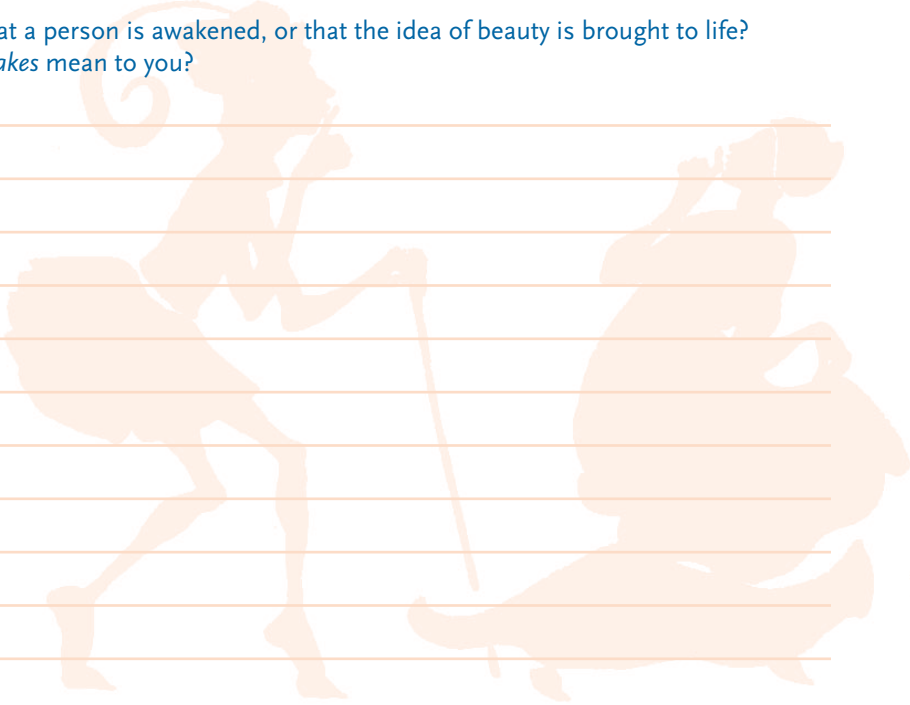 at a person is awakened, or that the idea of beauty is brought to life?
akes mean to you?